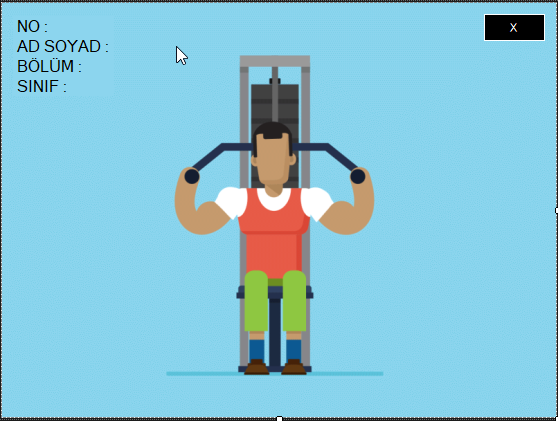 NO :
AD SOYAD :
BÖLÜM :
SINIF :
X